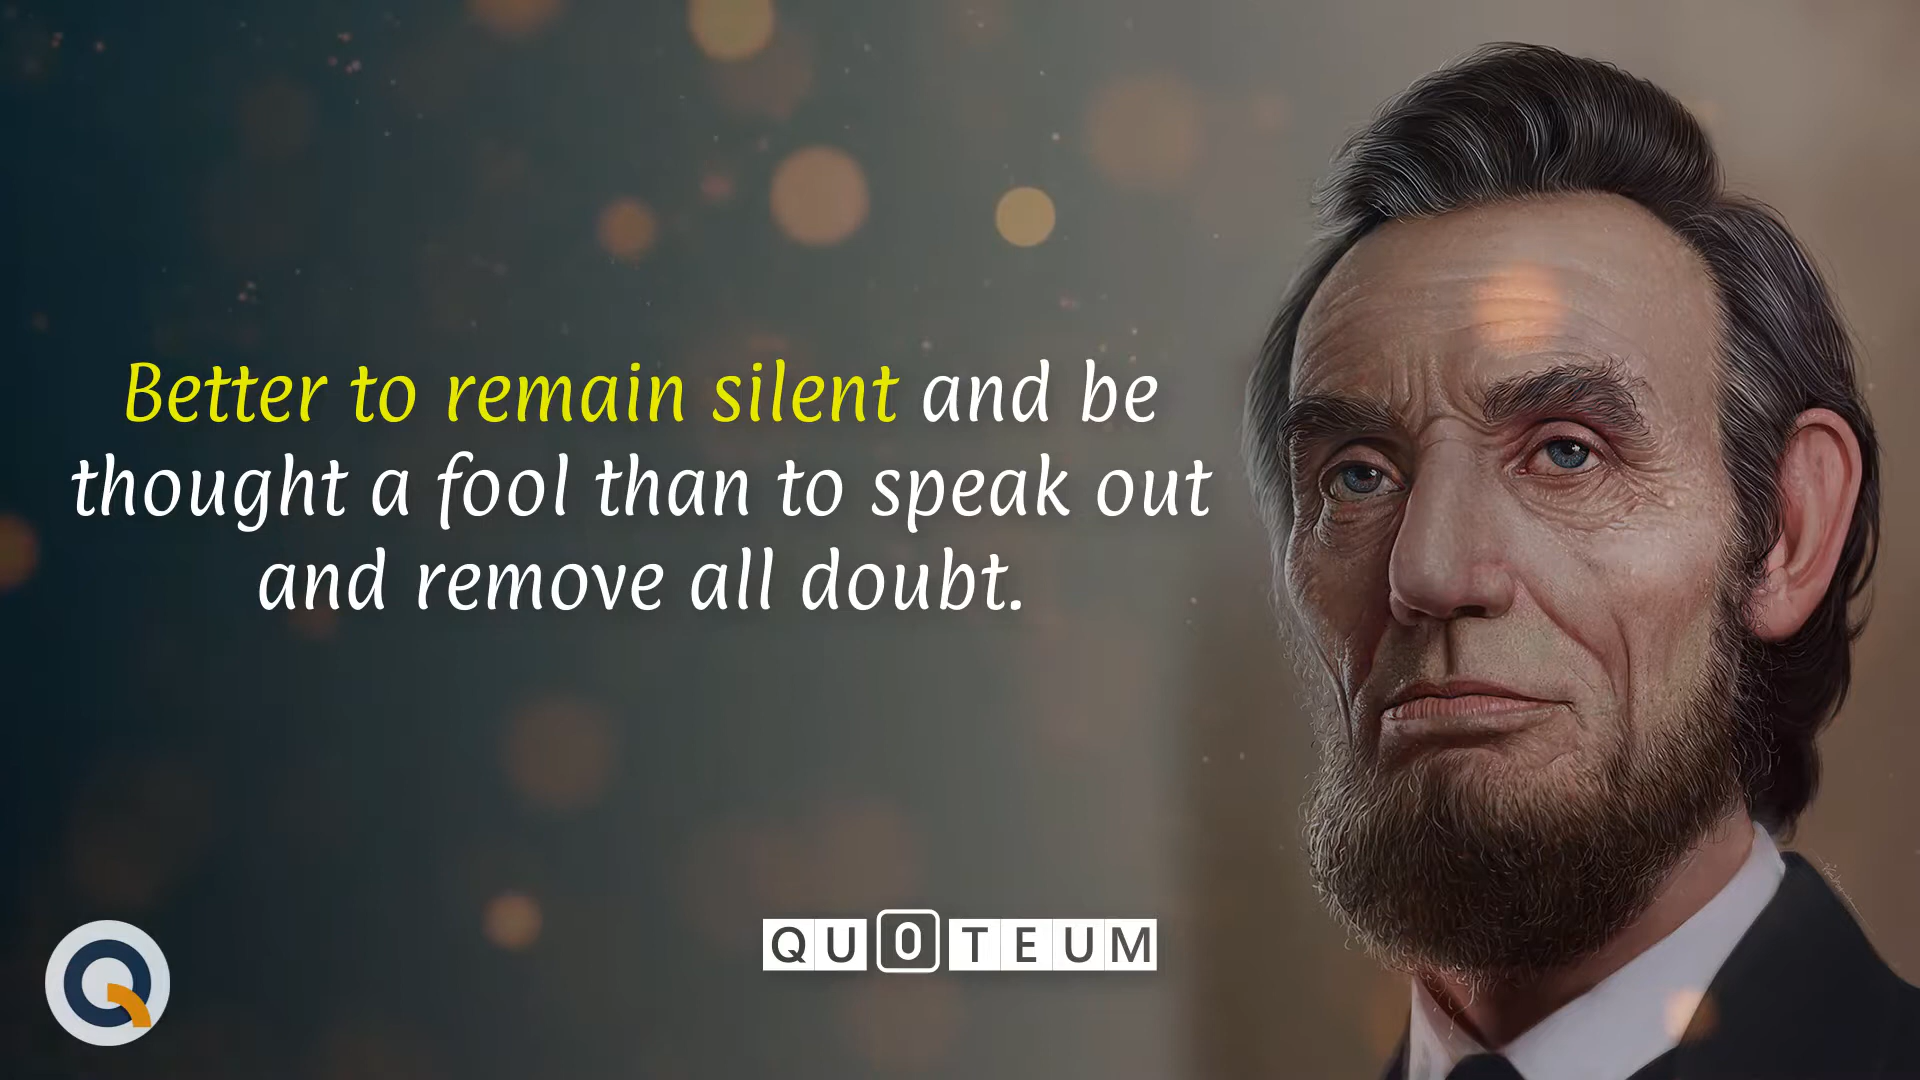 Better to remain silent and be
thought a fool than to speak out
and remove all doubt.
QUOTEUM